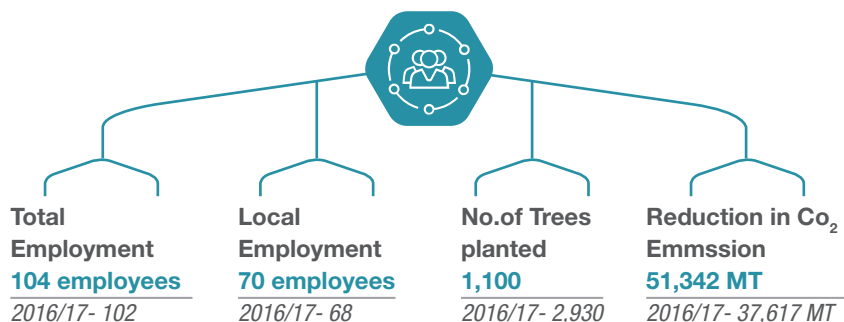 Total
Employment
104 employees
2016/17- 102
Local
Employment
70 employees
2016/17- 68
No.of Trees
planted
1,100
2016/17- 2,930
Reduction in Co₂
Emmssion
51,342 MT
2016/17- 37,617 MT